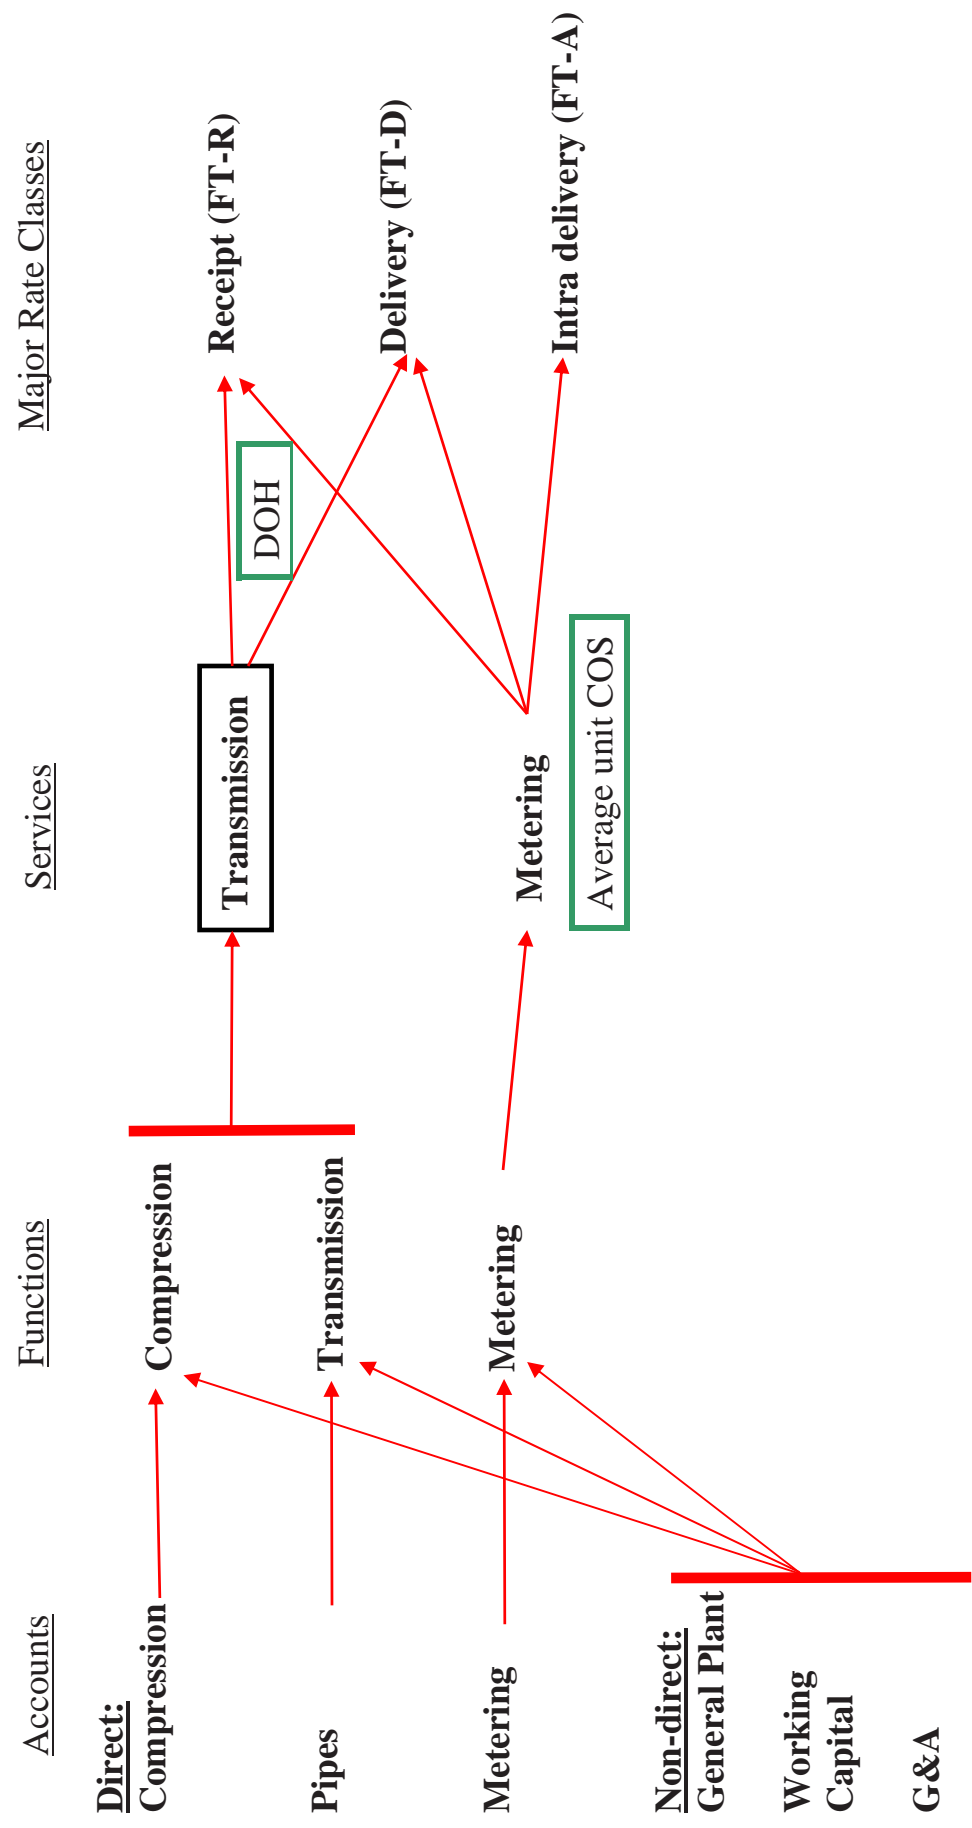 Accounts
Functions
Services
Major Rate Classes
Direct:
Compression
Pipes
Metering
Non-direct:
General Plant
Working
Capital
G&A
Compression
Transmission
Metering
Transmission
Metering
Average unit COS
DOH
Receipt (FT-R)
Delivery (FT-D)
Intra delivery (FT-A)